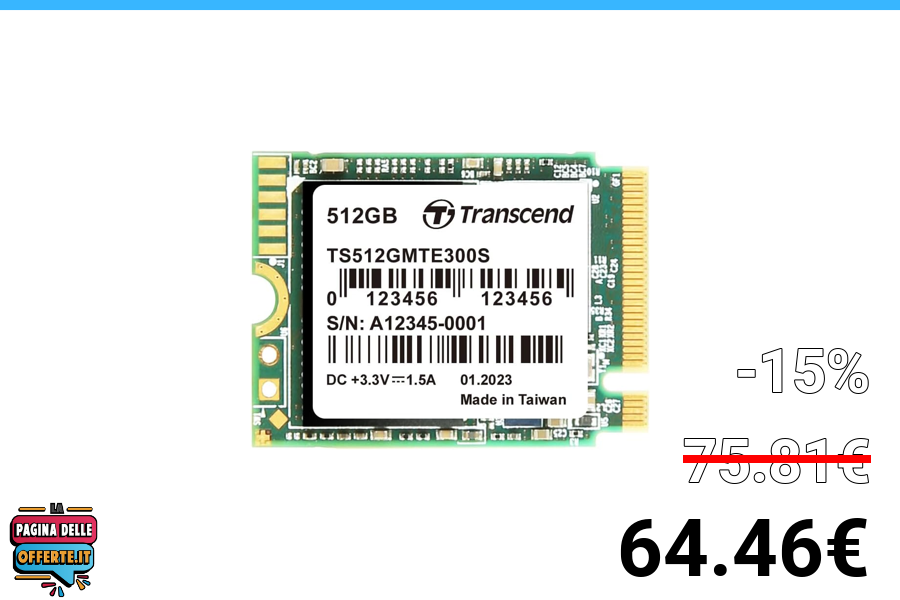 512GB Transcend
TS512GMTE300S
0 123456 123456
S/N: A12345-0001
DC +3.3V⎓1.5A 01.2023
Made in Taiwan
-15%
75.81€
64.46€
LA
PAGINA DELLE
OFFERTE.IT